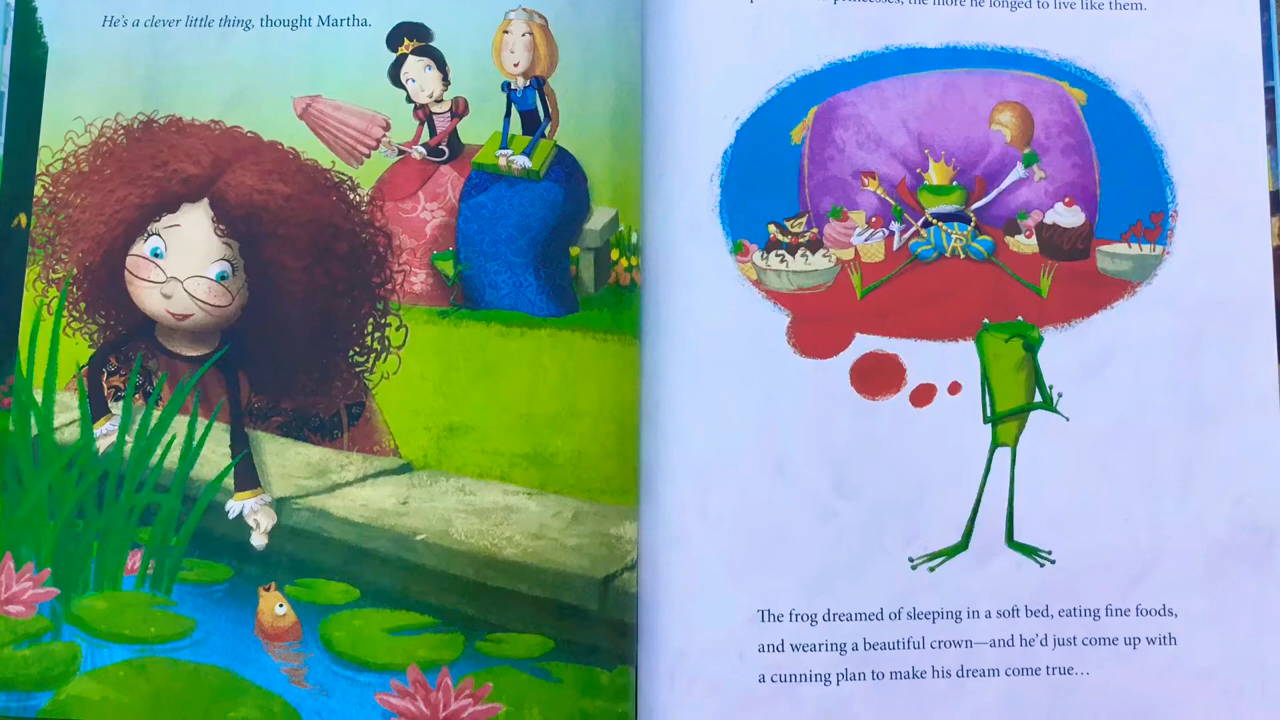 He's a clever little thing, thought Martha.
princesses, the more he longed to live like them.
R
The frog dreamed of sleeping in a soft bed, eating fine foods,
and wearing a beautiful crown—and he'd just come up with
a cunning plan to make his dream come true…